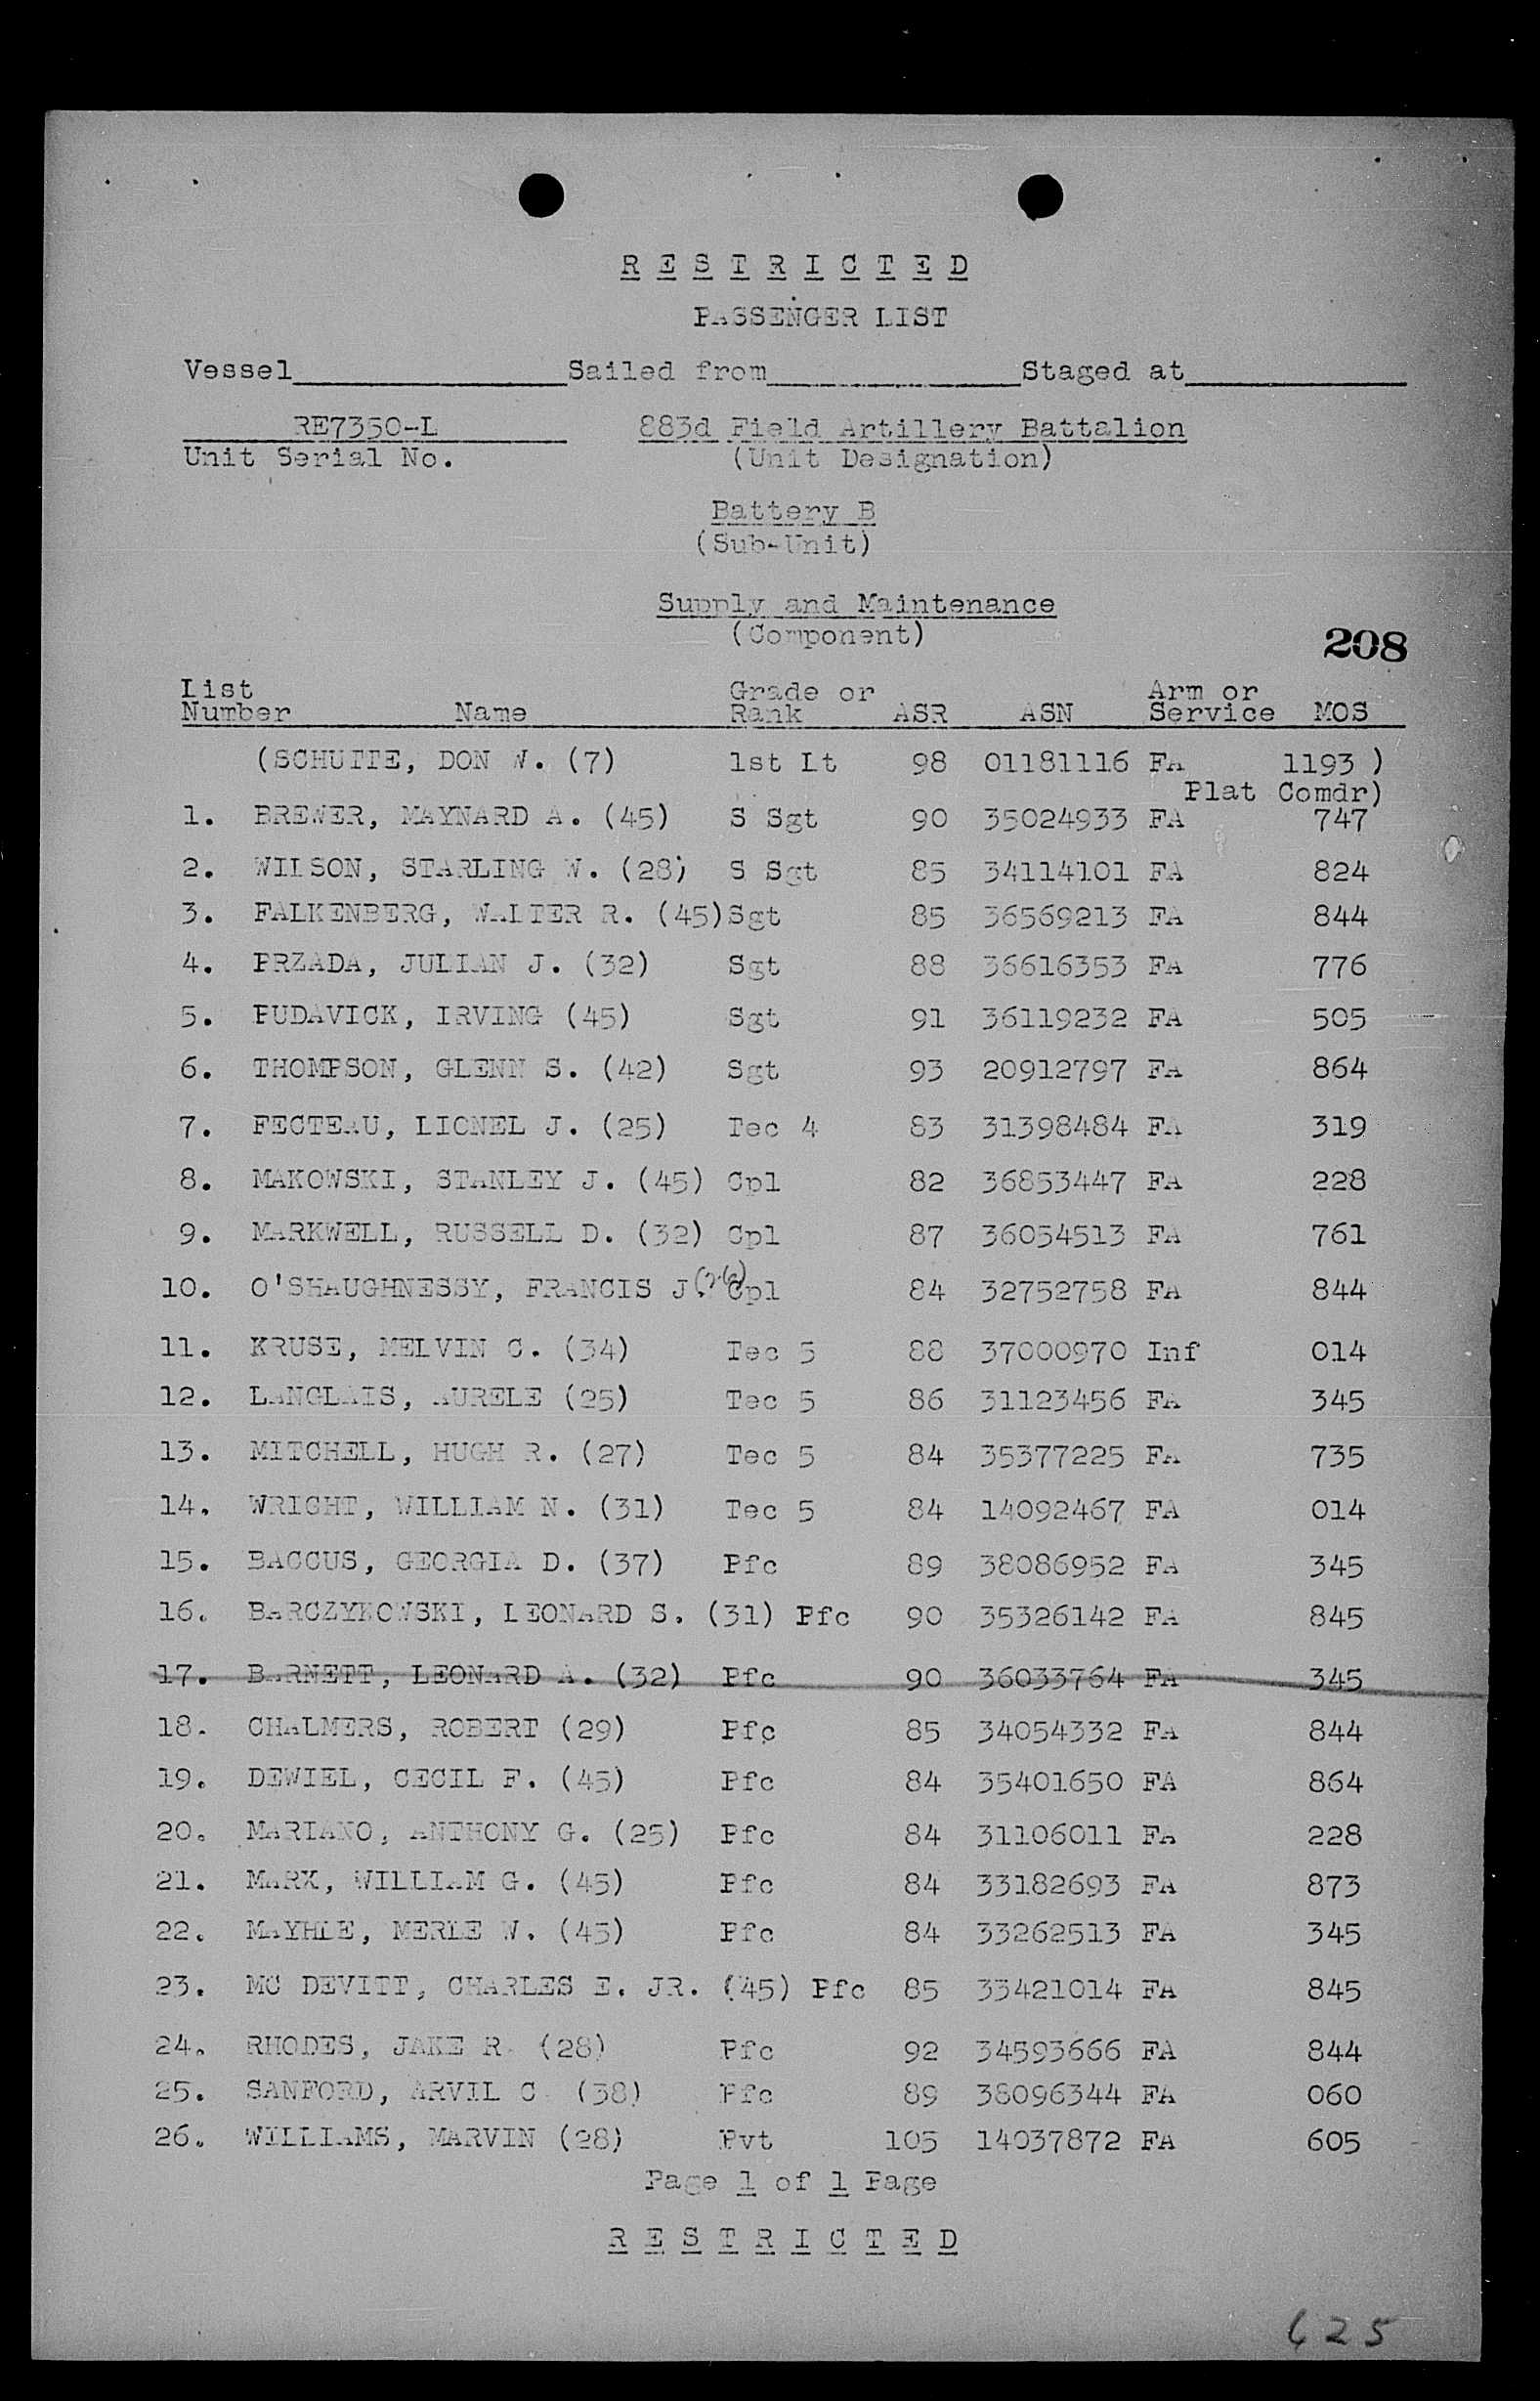 RESTRICTED
PASSENGER LIST
Vessel Sailed from Staged at
RE7350-L 883d Field Artillery Battalion
Unit Serial No. (Unit Designation)
Battery B
(Sub-Unit)
Supply and Maintenance
(Component)
208
List Grade or Arm or
Number Name Rank ASR ASN Service MOS
(SCHUTTE, DON W. (7) 1st Lt 98 01181116 FA 1193 )
Plat Comdr)
1. BREWER, MAYNARD A. (45) S Sgt 90 35024933 FA 747
2. WILSON, STARLING W. (28) S Sgt 85 34114101 FA 824
3. FALKENBERG, WALTER R. (45) Sgt 85 36569213 FA 844
4. PRZADA, JULIAN J. (32) Sgt 88 36616353 FA 776
5. PUDAVICK, IRVING (45) Sgt 91 36119232 FA 505
6. THOMPSON, GLENN S. (42) Sgt 93 20912797 FA 864
7. FECTEAU, LIONEL J. (25) Tec 4 83 31398484 FA 319
8. MAKOWSKI, STANLEY J. (45) Cpl 82 36853447 FA 228
9. MARKWELL, RUSSELL D. (32) Cpl 87 36054513 FA 761
10. O'SHAUGHNESSY, FRANCIS J. (26) Cpl 84 32752758 FA 844
11. KRUSE, MELVIN C. (34) Tec 5 88 37000970 Inf 014
12. LANGLAIS, AURELE (25) Tec 5 86 31123456 FA 345
13. MITCHELL, HUGH R. (27) Tec 5 84 35377225 FA 735
14. WRIGHT, WILLIAM N. (31) Tec 5 84 14092467 FA 014
15. BACCUS, GEORGIA D. (37) Pfc 89 38086952 FA 345
16. BARCZYKOWSKI, LEONARD S. (31) Pfc 90 35326142 FA 845
17. BARNETT, LEONARD A. (32) Pfc 90 36033764 FA 345
18. CHALMERS, ROBERT (29) Pfc 85 34054332 FA 844
19. DEWIEL, CECIL F. (45) Pfc 84 35401650 FA 864
20. MARIANO, ANTHONY G. (25) Pfc 84 31106011 FA 228
21. MARX, WILLIAM G. (45) Pfc 84 33182693 FA 873
22. MAYHLE, MERLE W. (45) Pfc 84 33262513 FA 345
23. MC DEVITT, CHARLES E. JR. (45) Pfc 85 33421014 FA 845
24. RHODES, JAKE R. (28) Pfc 92 34593666 FA 844
25. SANFORD, ARVIL C (38) Pfc 89 38096344 FA 060
26. WILLIAMS, MARVIN (28) Pvt 105 14037872 FA 605
Page 1 of 1 Page
RESTRICTED
625